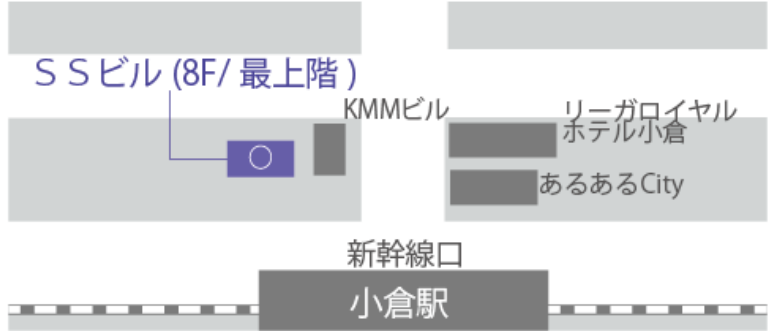 SSビル (8F/ 最上階 )
KMMビル
リーガロイヤル
ホテル小倉
あるあるCity
新幹線口
小倉駅